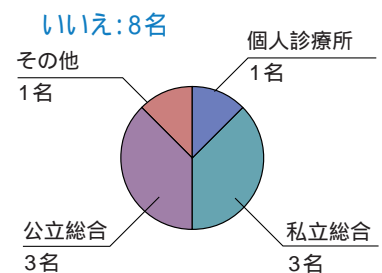 いいえ:8名
個人診療所
1名
その他
1名
公立総合
3名
私立総合
3名